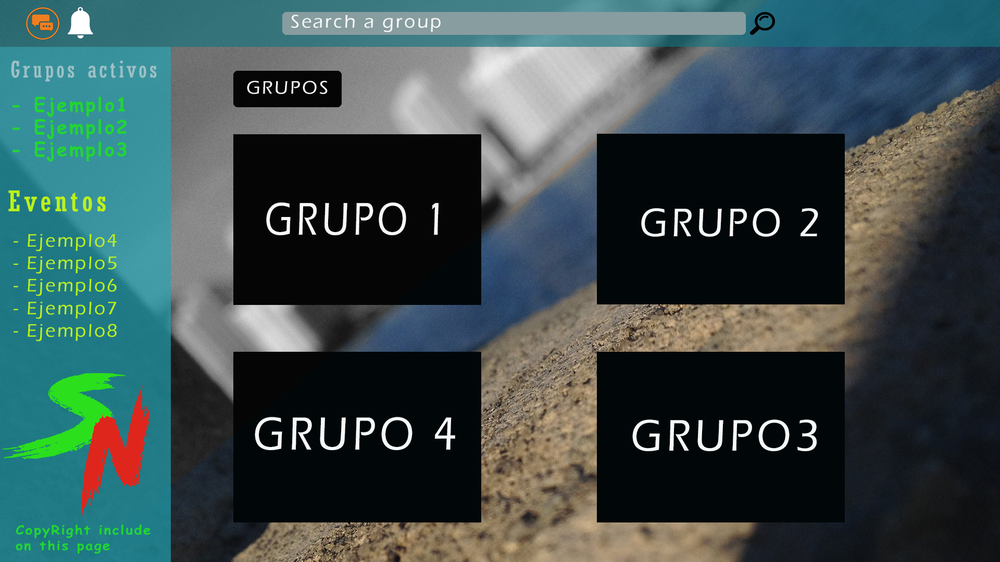 Search a group
Grupos activos
- Ejemplo1
- Ejemplo2
- Ejemplo3
Eventos
- Ejemplo4
- Ejemplo5
- Ejemplo6
- Ejemplo7
- Ejemplo8
SN
CopyRight include
on this page
GRUPOS
GRUPO 1
GRUPO 2
GRUPO 4
GRUPO3